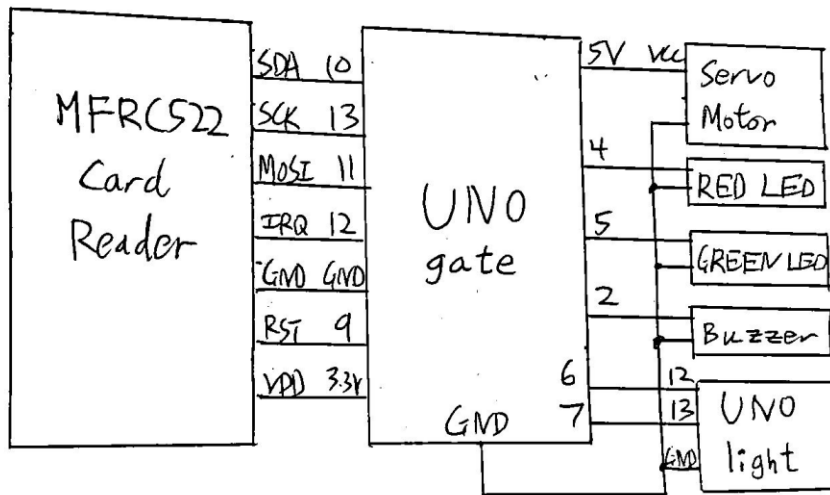 MFRC522
Card
Reader
SDA 10
SCK 13
MOSI 11
IRQ 12
GND GND
RST 9
VDD 3.3V
UNO
gate
GND
5V VCC
4
5
2
6 12
7 13
GND
Servo
Motor
RED LED
GREEN LED
Buzzer
UNO
light